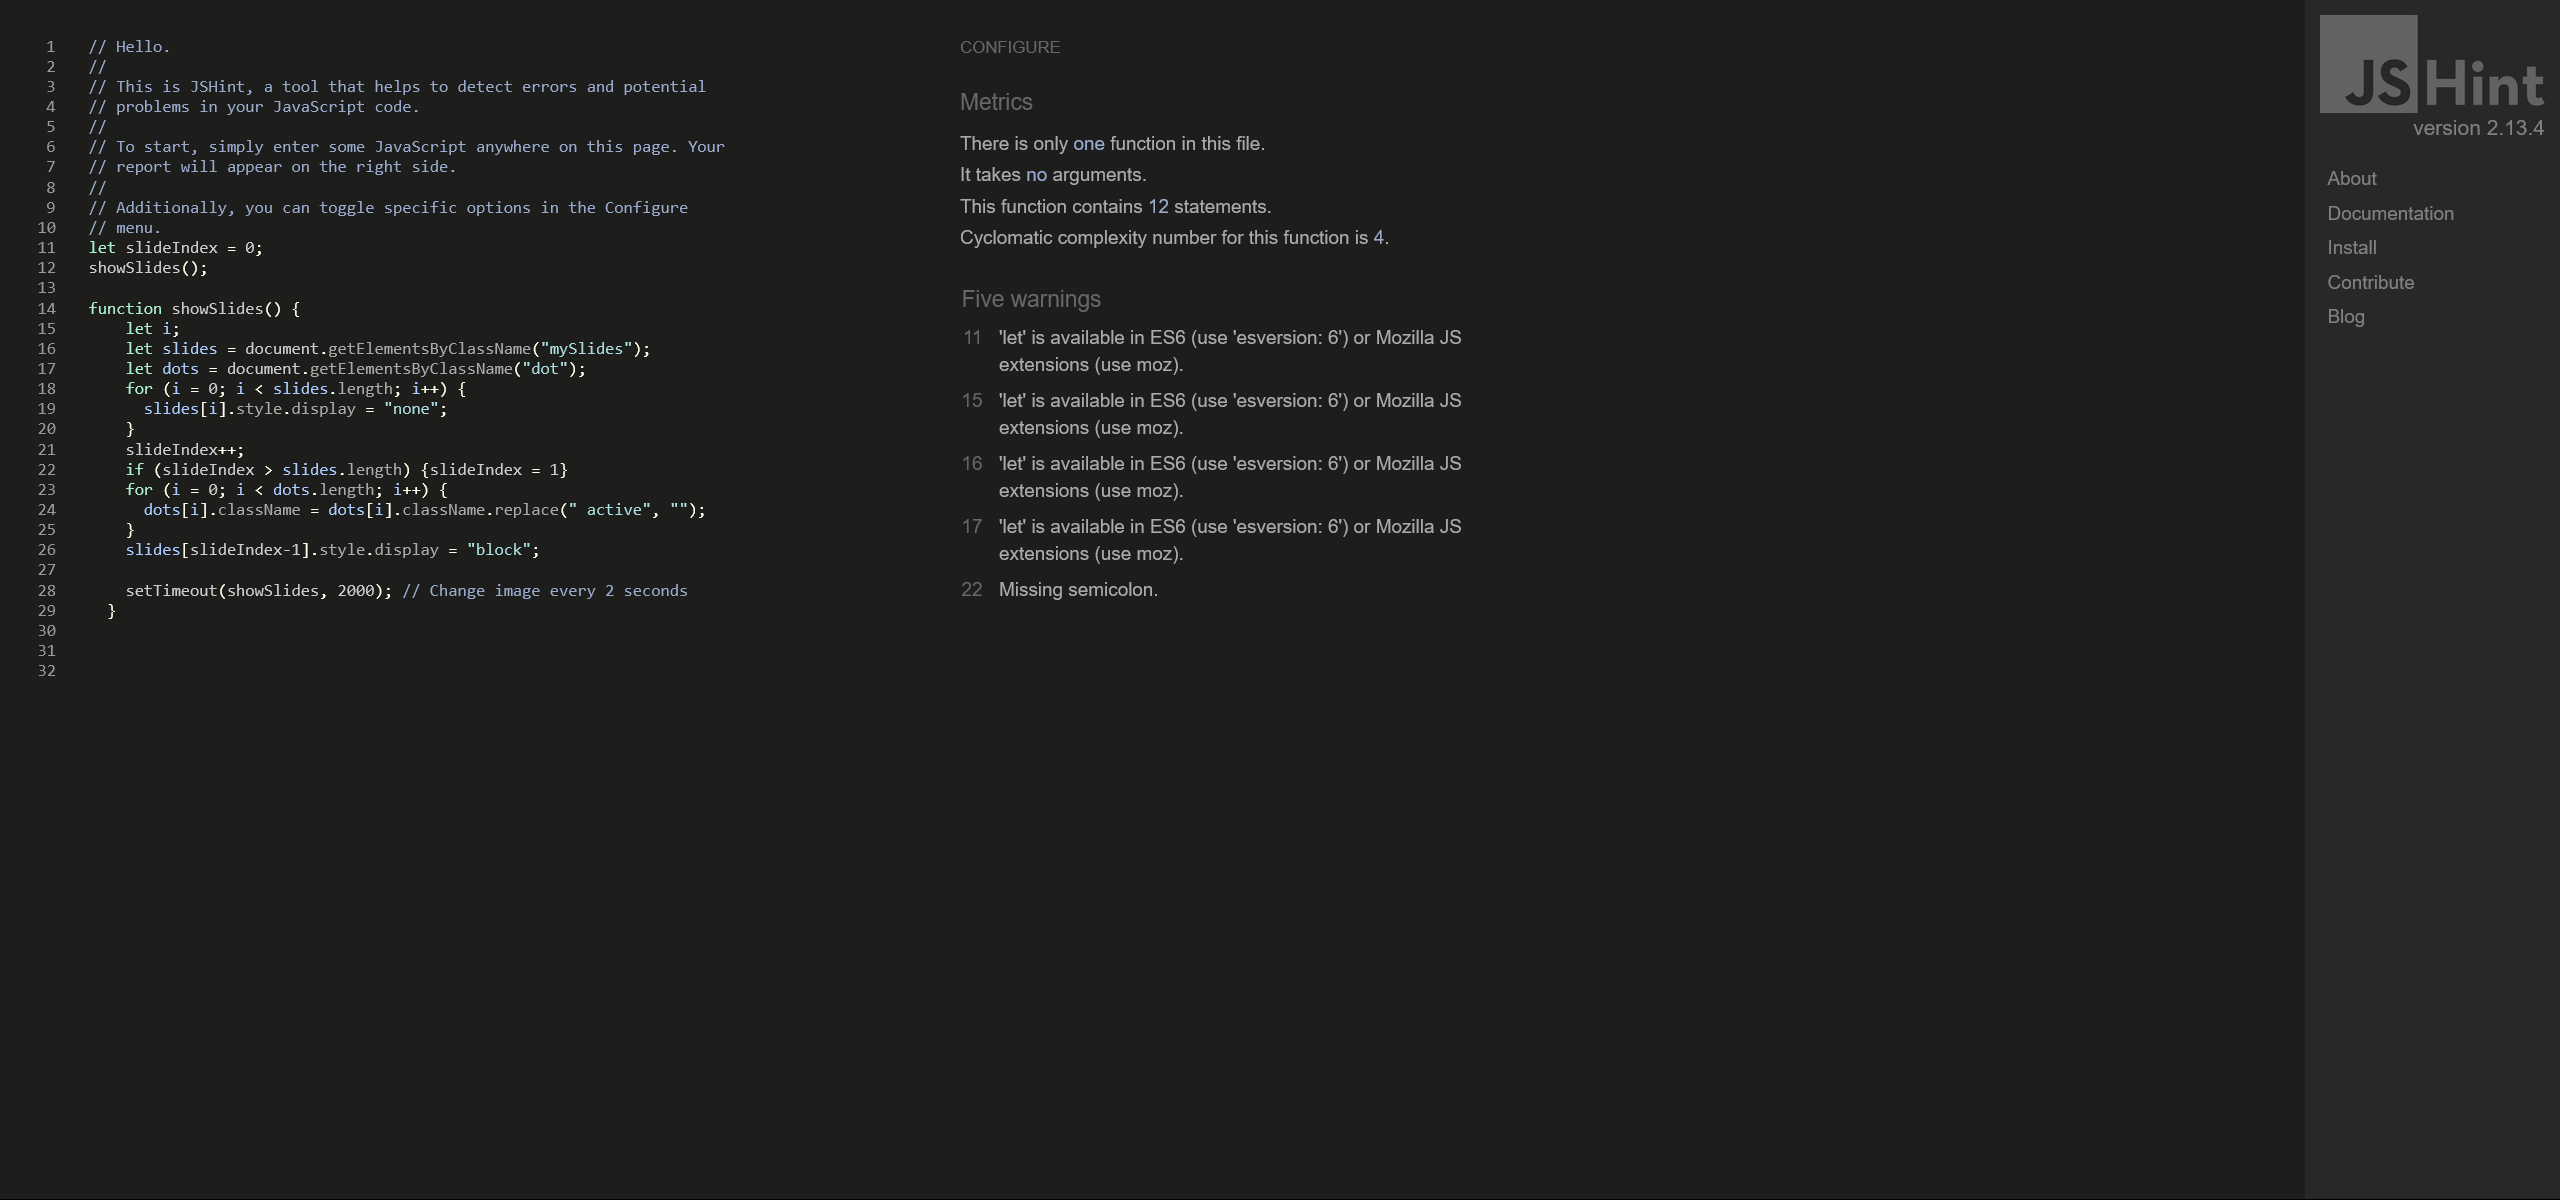 1 // Hello.
2 //
3 // This is JSHint, a tool that helps to detect errors and potential
4 // problems in your JavaScript code.
5 //
6 // To start, simply enter some JavaScript anywhere on this page. Your
7 // report will appear on the right side.
8 //
9 // Additionally, you can toggle specific options in the Configure
10 // menu.
11 let slideIndex = 0;
12 showSlides();
13
14 function showSlides() {
15     let i;
16     let slides = document.getElementsByClassName("mySlides");
17     let dots = document.getElementsByClassName("dot");
18     for (i = 0; i < slides.length; i++) {
19       slides[i].style.display = "none";
20     }
21     slideIndex++;
22     if (slideIndex > slides.length) {slideIndex = 1}
23     for (i = 0; i < dots.length; i++) {
24       dots[i].className = dots[i].className.replace(" active", "");
25     }
26     slides[slideIndex-1].style.display = "block";
27
28     setTimeout(showSlides, 2000); // Change image every 2 seconds
29   }
30
31
32
CONFIGURE
Metrics
There is only one function in this file.
It takes no arguments.
This function contains 12 statements.
Cyclomatic complexity number for this function is 4.
Five warnings
11 'let' is available in ES6 (use 'esversion: 6') or Mozilla JS
extensions (use moz).
15 'let' is available in ES6 (use 'esversion: 6') or Mozilla JS
extensions (use moz).
16 'let' is available in ES6 (use 'esversion: 6') or Mozilla JS
extensions (use moz).
17 'let' is available in ES6 (use 'esversion: 6') or Mozilla JS
extensions (use moz).
22 Missing semicolon.
JSHint
version 2.13.4
About
Documentation
Install
Contribute
Blog